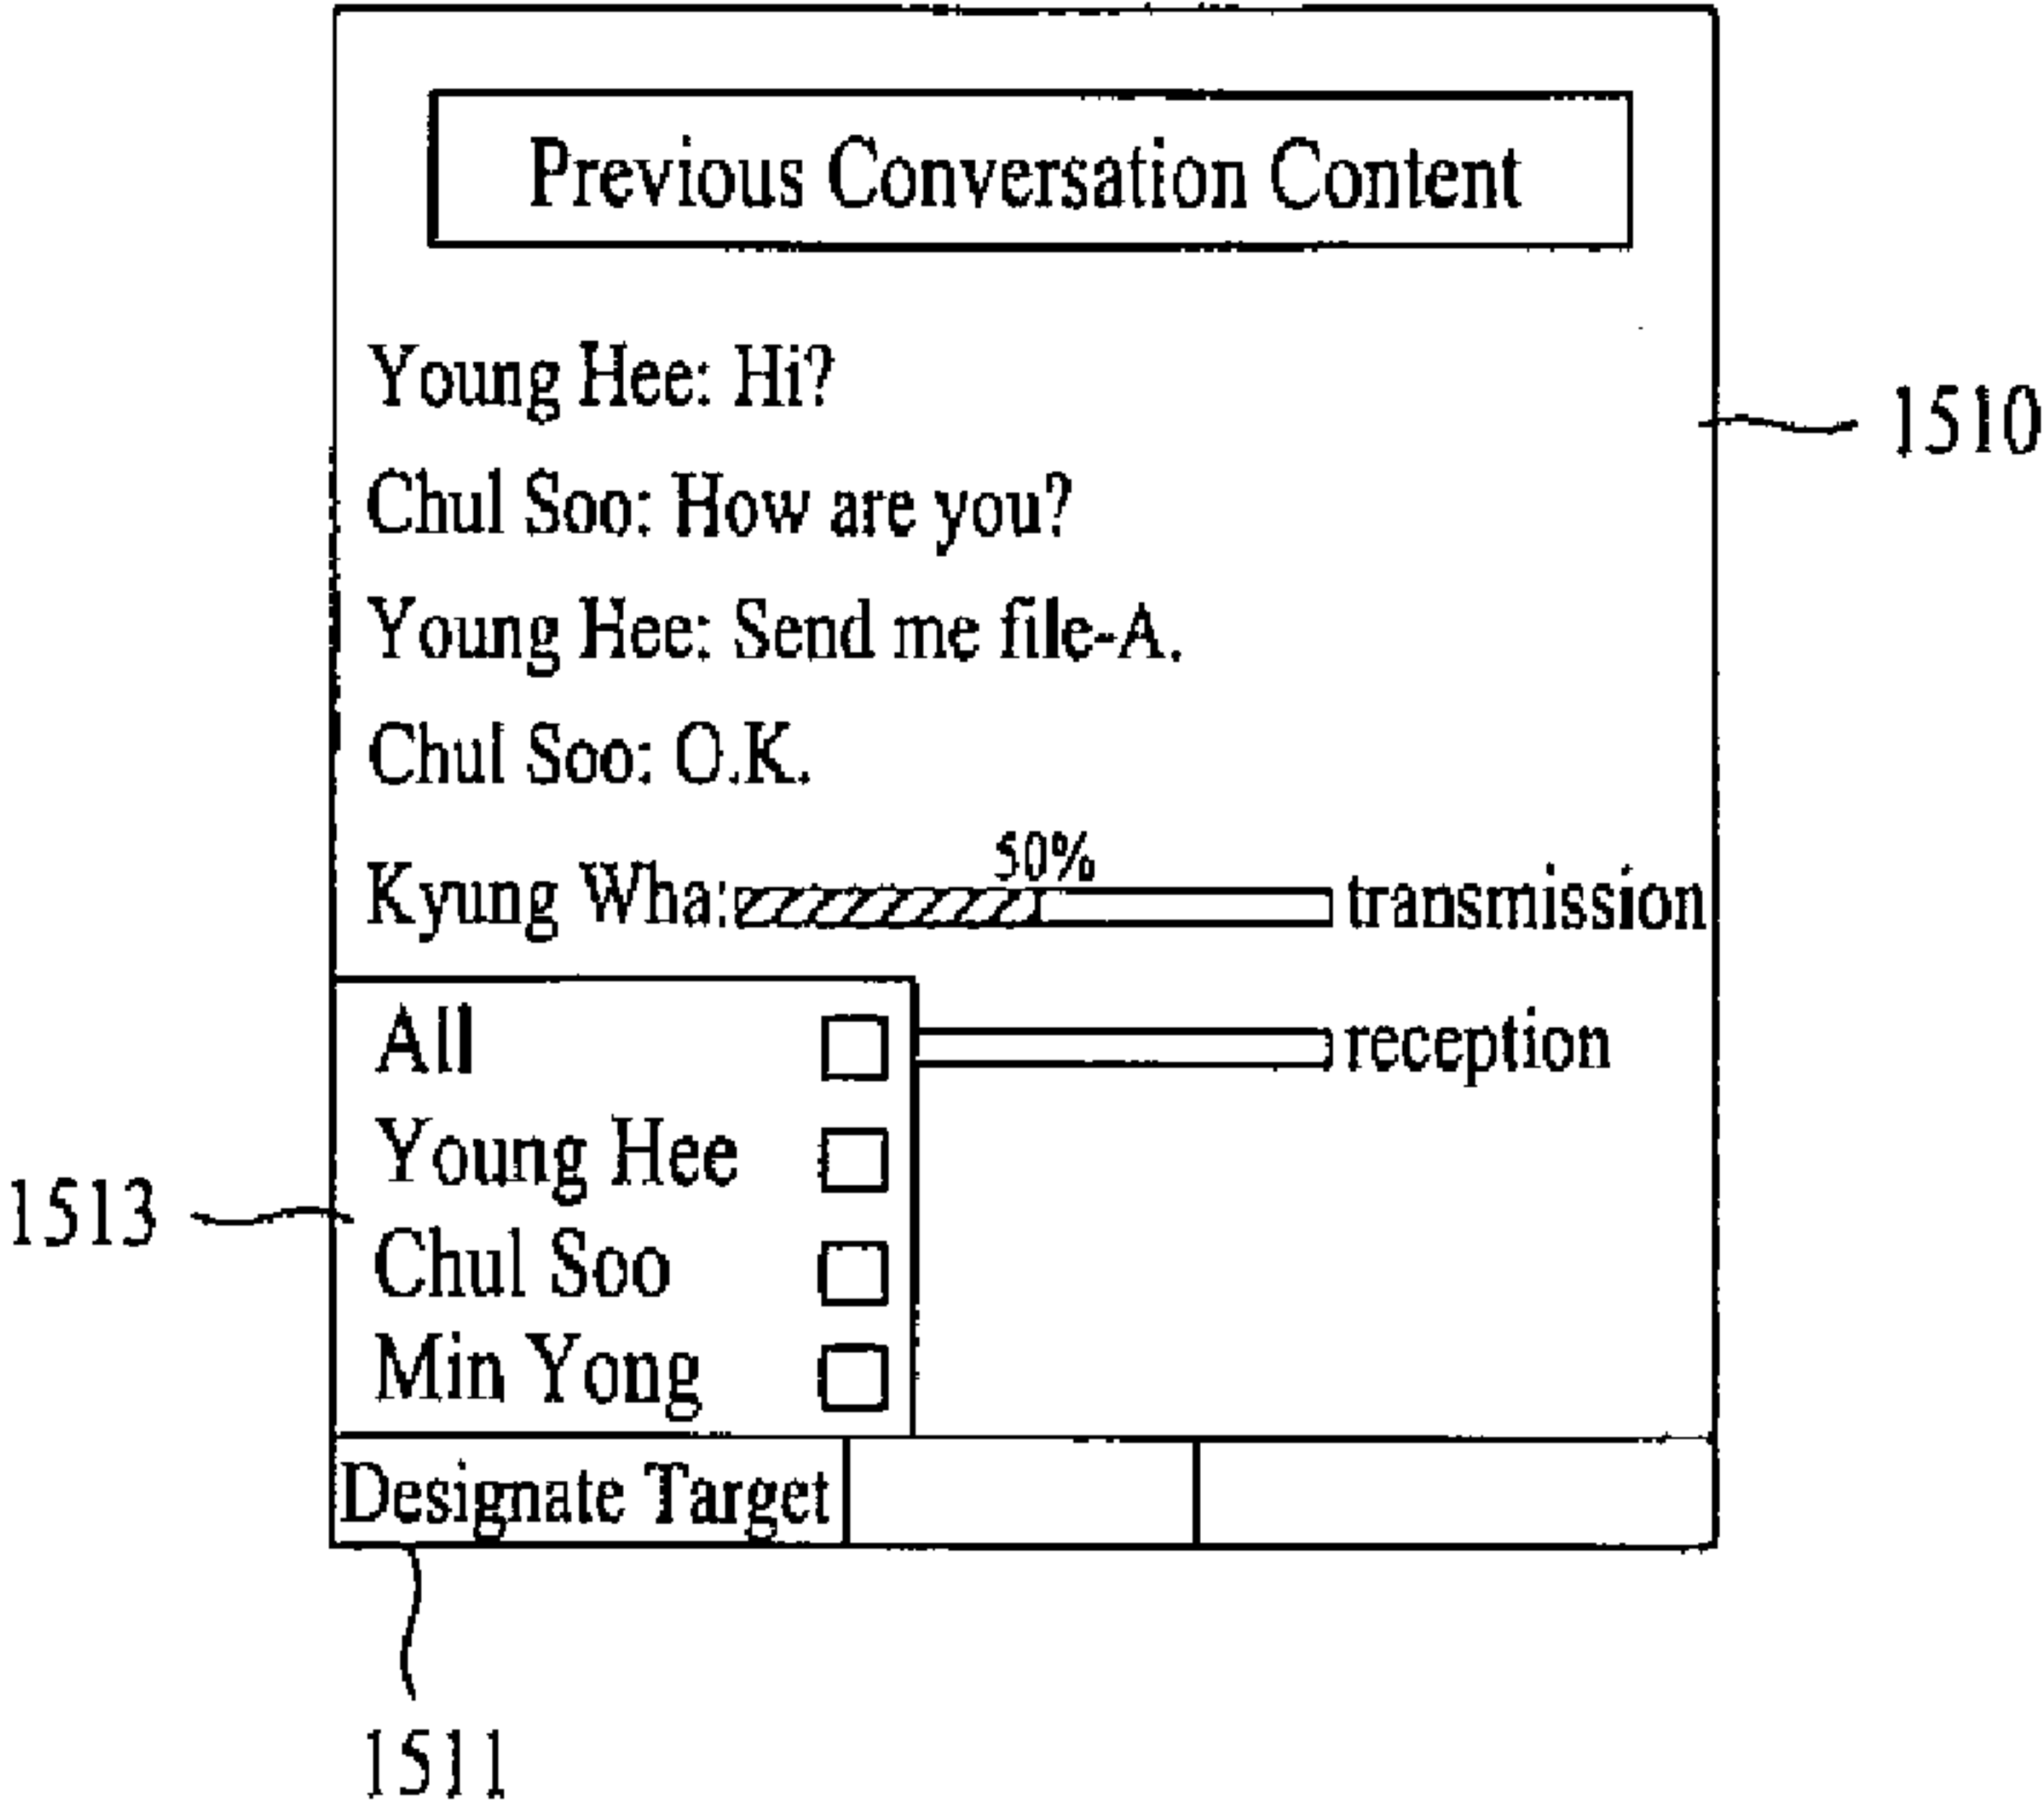 Previous Conversation Content
Young Hee: Hi?
1510
Chul Soo: How are you?
Young Hee: Send me file-A.
Chul Soo: O.K.
50%
Kyung Wha: transmission
All reception
Young Hee
1513
Chul Soo
Min Yong
Designate Target
1511